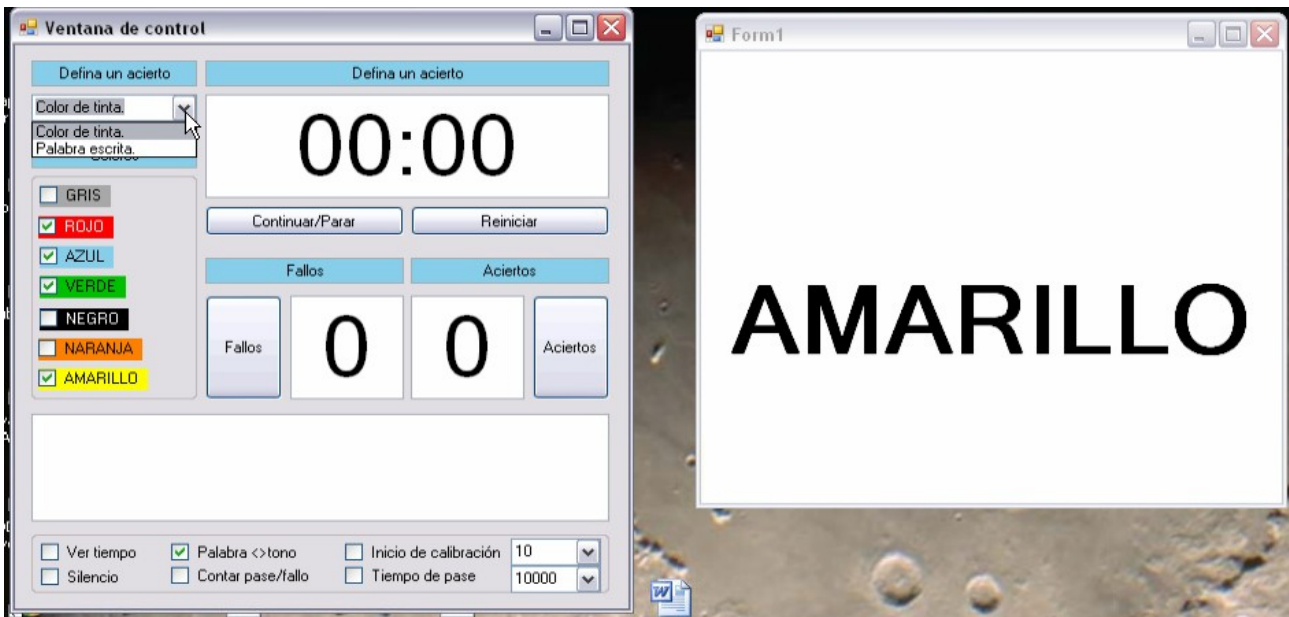 Ventana de control
Defina un acierto
Defina un acierto
Color de tinta.
Color de tinta.
Palabra escrita.
00:00
Continuar/Parar
Reiniciar
GRIS
ROJO
AZUL
VERDE
NEGRO
NARANJA
AMARILLO
Fallos
Aciertos
Fallos
0
0
Aciertos
Ver tiempo
Palabra <>tono
Inicio de calibración
10
Silencio
Contar pase/fallo
Tiempo de pase
10000
Form1
AMARILLO